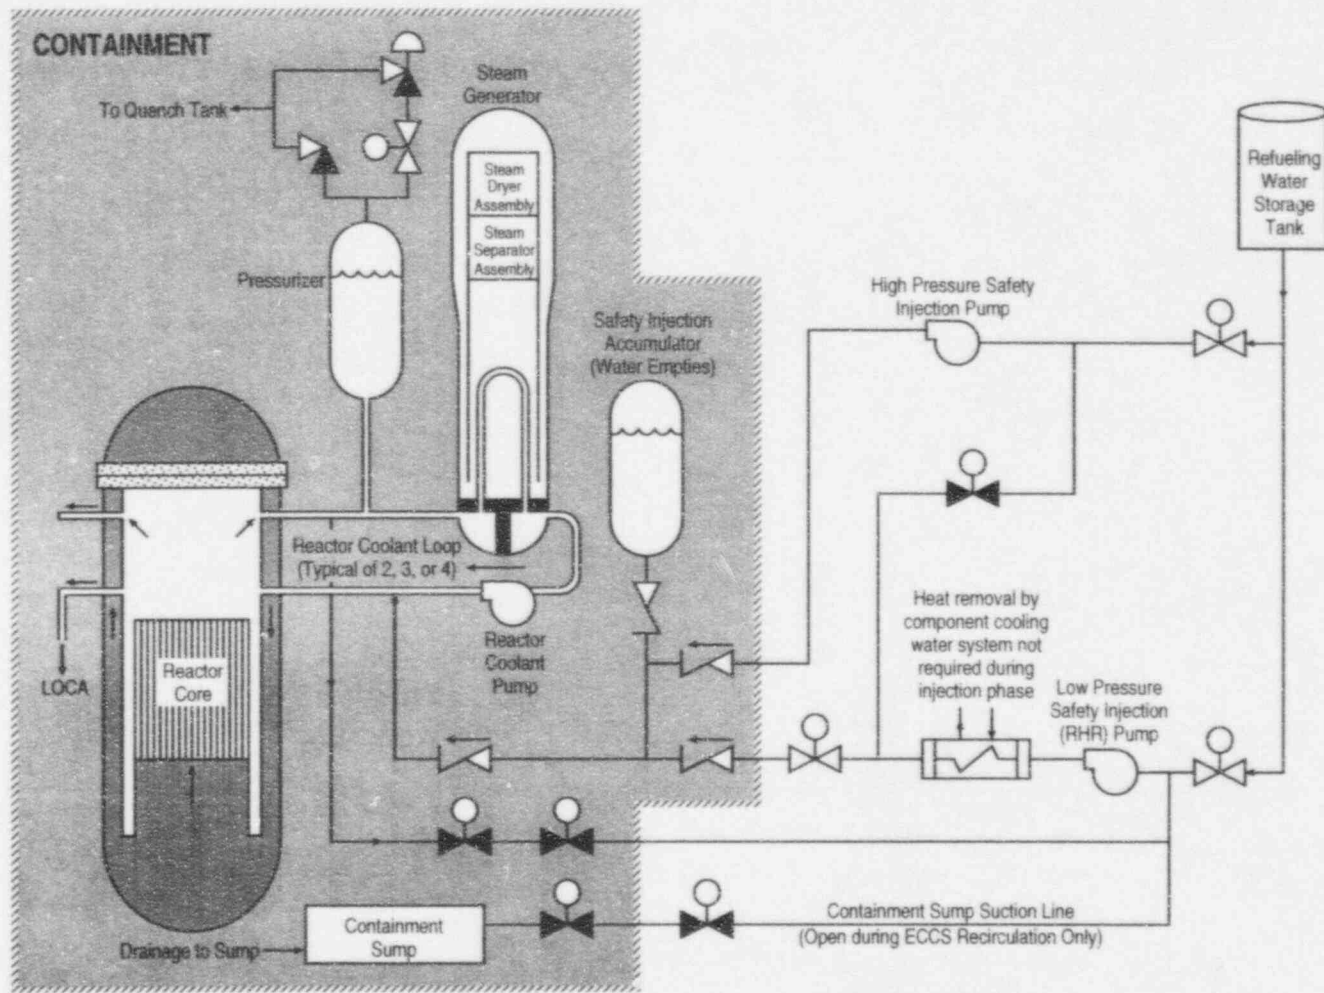 CONTAINMENT
To Quench Tank
Steam
Generator
Steam
Dryer
Assembly
Steam
Separator
Assembly
Pressurizer
Refueling
Water
Storage
Tank
High Pressure Safety
Injection Pump
Safety Injection
Accumulator
(Water Empties)
Reactor Coolant Loop
(Typical of 2, 3, or 4)
Reactor
Coolant
Pump
Heat removal by
component cooling
water system not
required during
injection phase
Low Pressure
Safety Injection
(RHR) Pump
LOCA
Reactor
Core
Containment
Sump
Drainage to Sump
Containment Sump Suction Line
(Open during ECCS Recirculation Only)